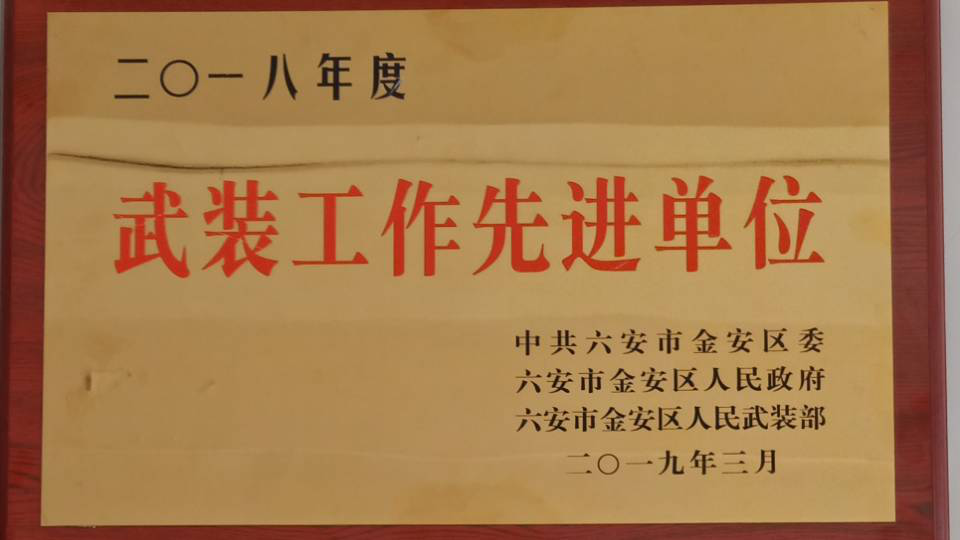 二〇一八年度
武装工作先进单位
中共六安市金安区委
六安市金安区人民政府
六安市金安区人民武装部
二〇一九年三月